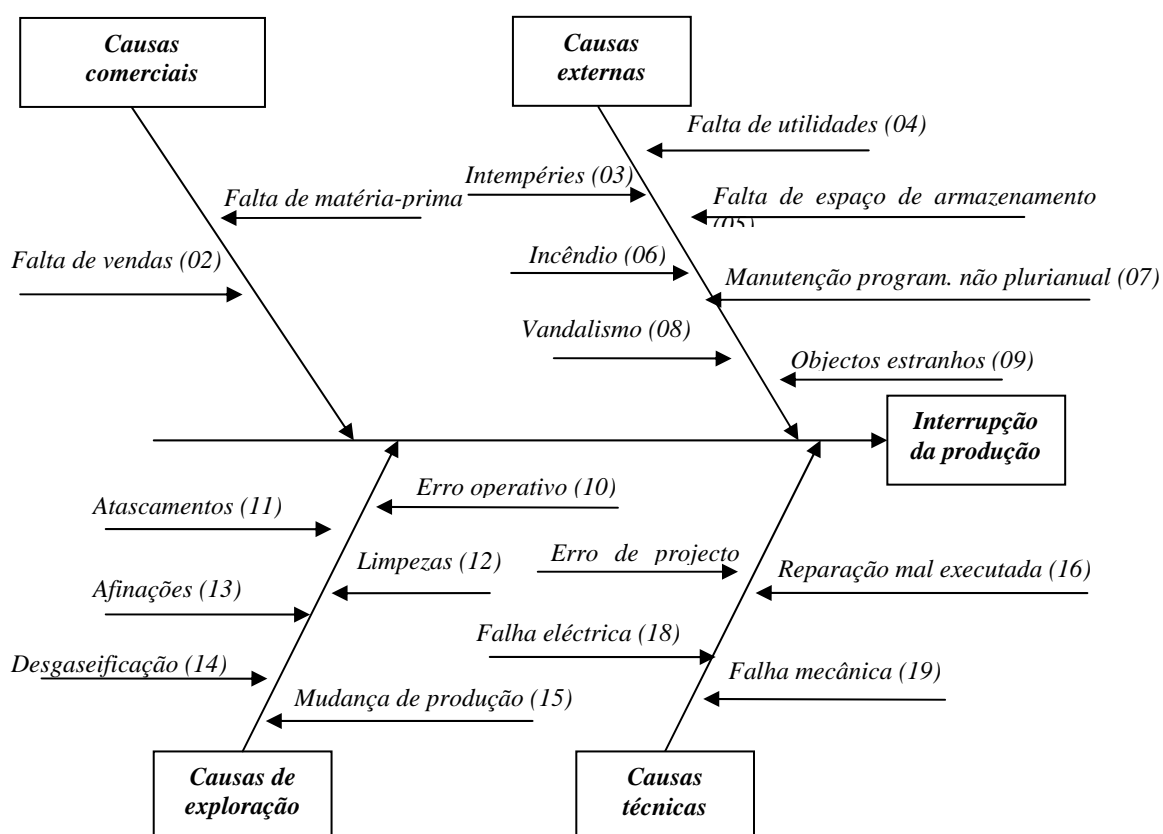 Causas
comerciais
Causas
externas
Falta de utilidades (04)
Intempéries (03)
Falta de matéria-prima
Falta de espaço de armazenamento
(05)
Falta de vendas (02)
Incêndio (06)
Manutenção program. não plurianual (07)
Vandalismo (08)
Objectos estranhos (09)
Interrupção
da produção
Erro operativo (10)
Atascamentos (11)
Erro de projecto
Limpezas (12)
Reparação mal executada (16)
Afinações (13)
Falha eléctrica (18)
Desgaseificação (14)
Falha mecânica (19)
Mudança de produção (15)
Causas de
exploração
Causas
técnicas